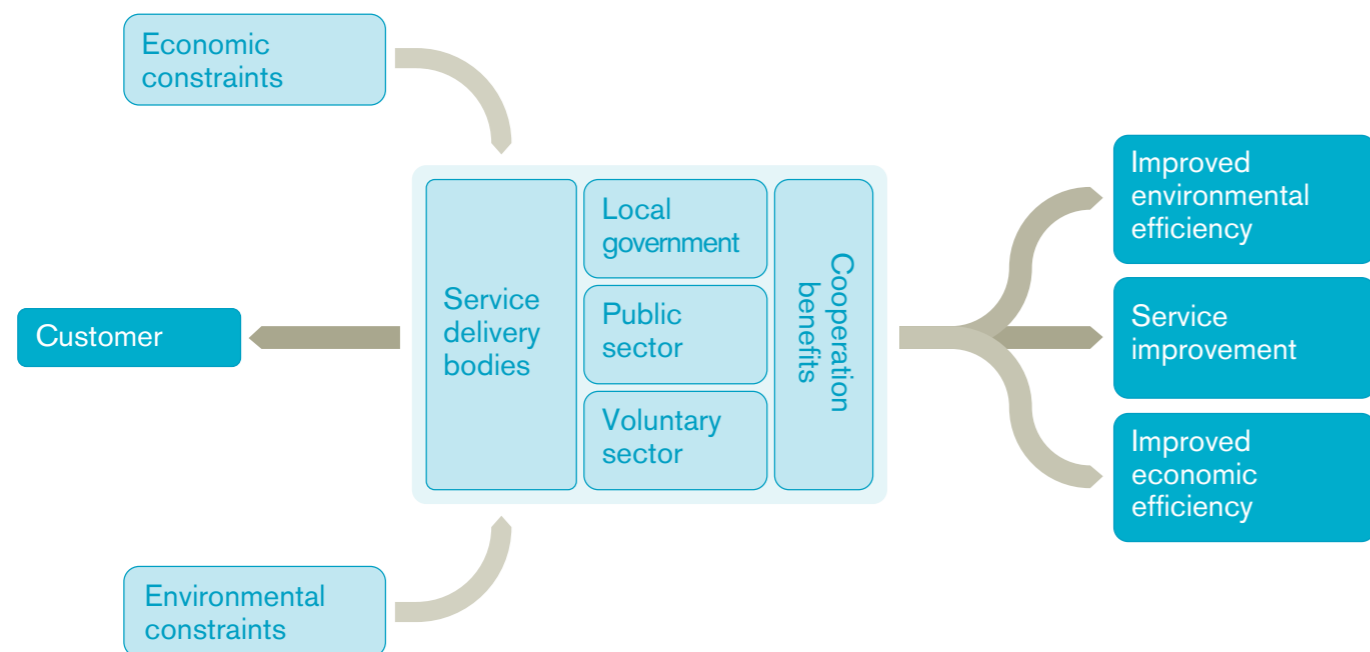 Economic
constraints
Customer
Environmental
constraints
Service
delivery
bodies
Local
government
Public
sector
Voluntary
sector
Cooperation
benefits
Improved
environmental
efficiency
Service
improvement
Improved
economic
efficiency